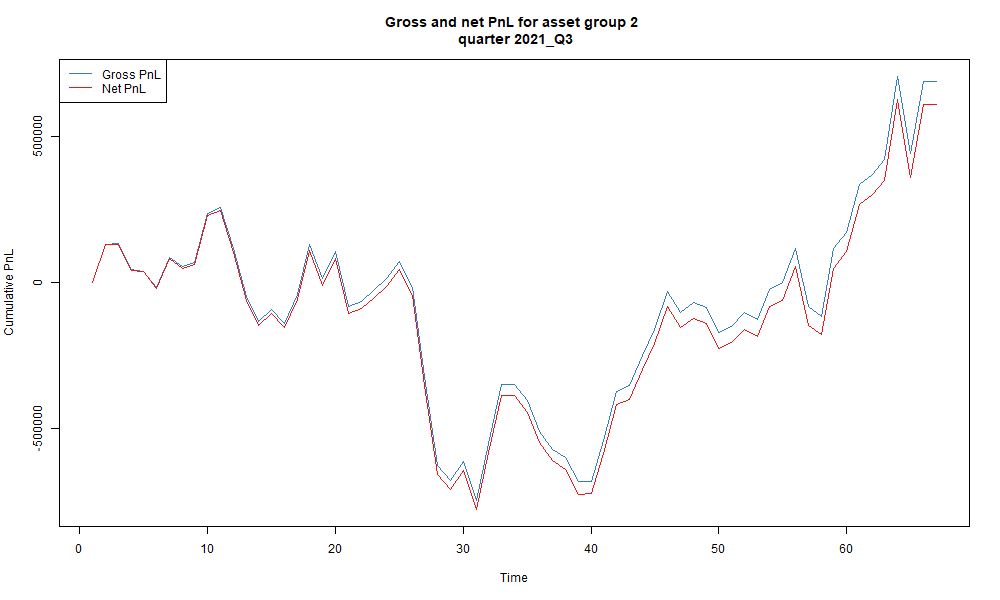 Gross and net PnL for asset group 2
quarter 2021_Q3
Gross PnL
Net PnL
Cumulative PnL
500000
0
-500000
0 10 20 30 40 50 60
Time